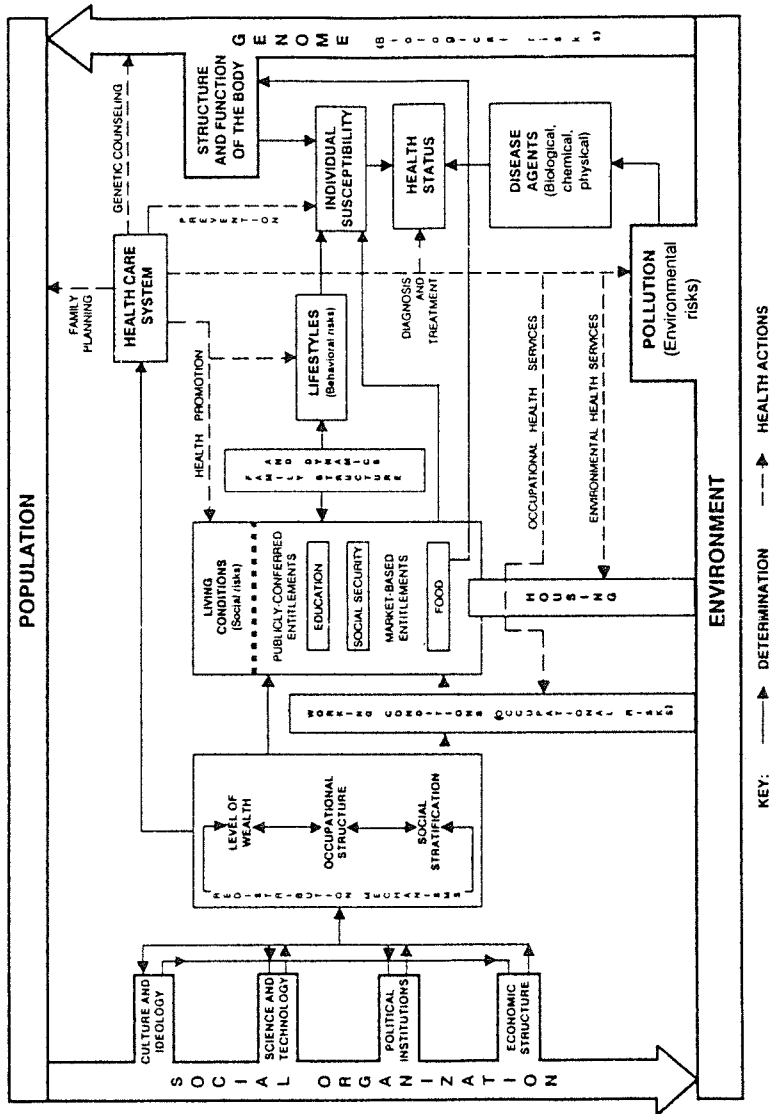 POPULATION
SOCIAL ORGANIZATION
CULTURE AND
IDEOLOGY
SCIENCE AND
TECHNOLOGY
POLITICAL
INSTITUTIONS
ECONOMIC
STRUCTURE
REDISTRIBUTION MECHANISMS
LEVEL OF
WEALTH
OCCUPATIONAL
STRUCTURE
SOCIAL
STRATIFICATION
WORKING CONDITIONS (OCCUPATIONAL RISKS)
LIVING
CONDITIONS
(Social risks)
PUBLICLY-CONFERRED
ENTITLEMENTS
EDUCATION
SOCIAL SECURITY
MARKET-BASED
ENTITLEMENTS
FOOD
HOUSING
FAMILY STRUCTURE
AND DYNAMICS
HEALTH PROMOTION
LIFESTYLES
(Behavioral risks)
FAMILY
PLANNING
HEALTH CARE
SYSTEM
GENETIC COUNSELING
PREVENTION
DIAGNOSIS
AND
TREATMENT
OCCUPATIONAL HEALTH SERVICES
ENVIRONMENTAL HEALTH SERVICES
STRUCTURE
AND FUNCTION
OF THE BODY
INDIVIDUAL
SUSCEPTIBILITY
HEALTH
STATUS
DISEASE
AGENTS
(Biological,
chemical,
physical)
POLLUTION
(Environmental
risks)
GENOME
(Biological risks)
ENVIRONMENT
KEY: DETERMINATION HEALTH ACTIONS